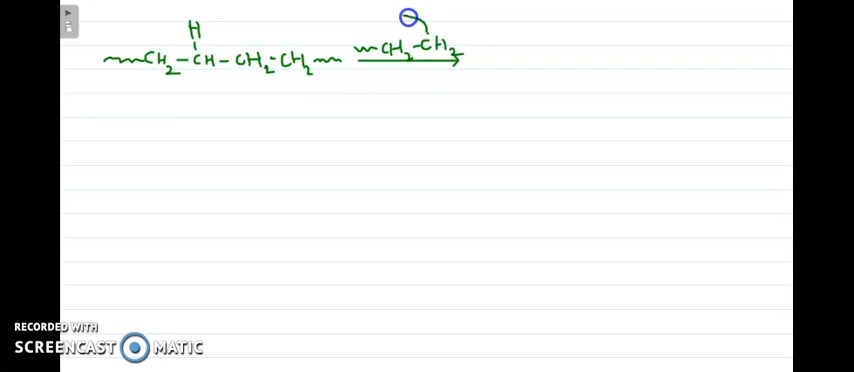 H
~~~CH₂-CH-CH₂-CH₂~~~ ~CH₂-CH₂
RECORDED WITH
SCREENCAST MATIC